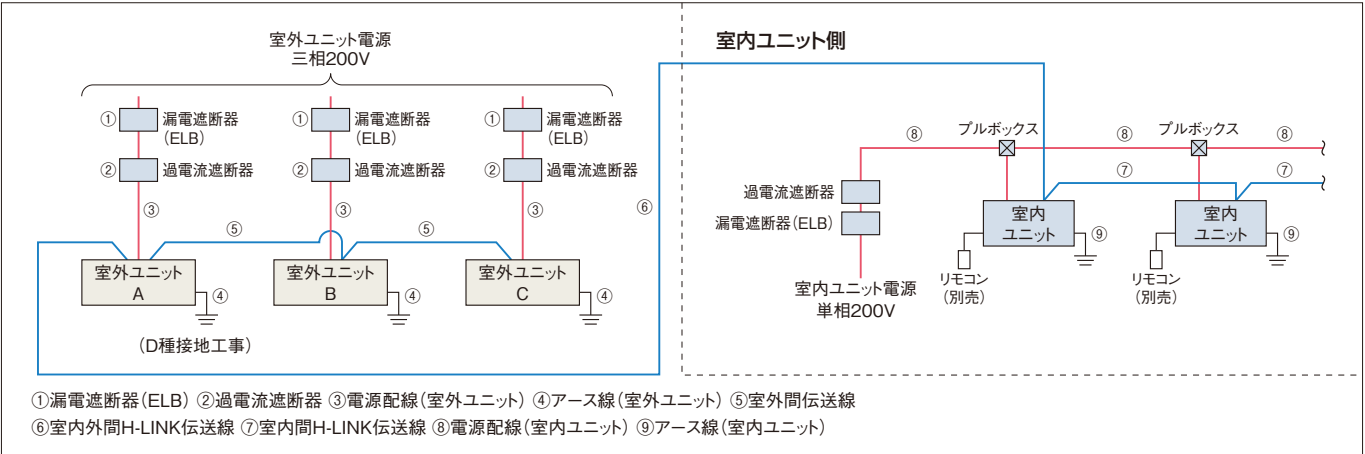 室外ユニット電源
三相200V
① 漏電遮断器
(ELB)
① 漏電遮断器
(ELB)
① 漏電遮断器
(ELB)
② 過電流遮断器
② 過電流遮断器
② 過電流遮断器
③
③
③
⑤
⑤
⑥
室外ユニット
A
④
室外ユニット
B
④
室外ユニット
C
④
(D種接地工事)
室内ユニット側
⑧
プルボックス
⑧
プルボックス
⑧
⑦
⑦
過電流遮断器
漏電遮断器(ELB)
室内ユニット電源
単相200V
室内
ユニット
⑨
リモコン
(別売)
室内
ユニット
⑨
リモコン
(別売)
①漏電遮断器(ELB) ②過電流遮断器 ③電源配線(室外ユニット) ④アース線(室外ユニット) ⑤室外間伝送線
⑥室内外間H-LINK伝送線 ⑦室内間H-LINK伝送線 ⑧電源配線(室内ユニット) ⑨アース線(室内ユニット)